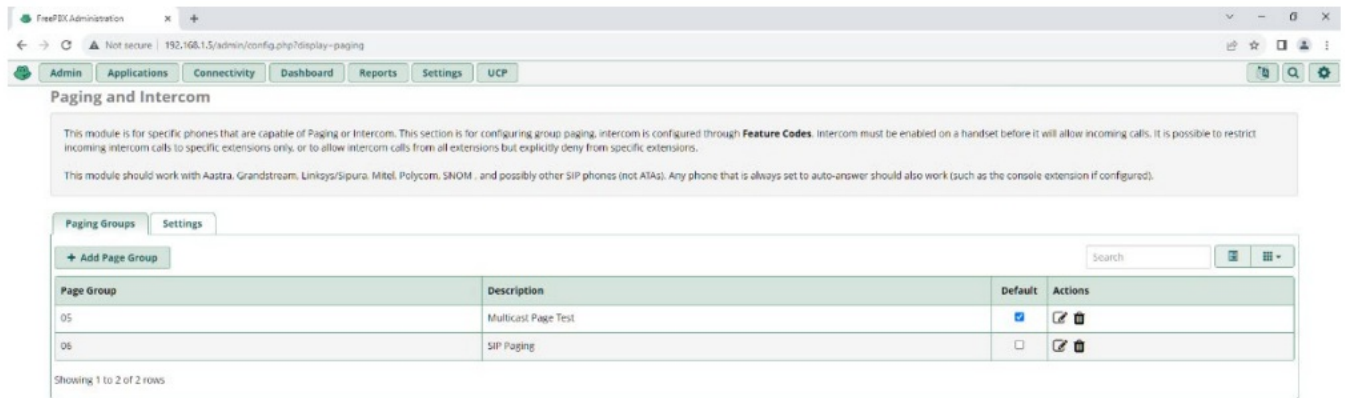 FreePBX Administration
Not secure 192.168.1.5/admin/config.php?display=paging
Admin Applications Connectivity Dashboard Reports Settings UCP
Paging and Intercom
This module is for specific phones that are capable of Paging or Intercom. This section is for configuring group paging, intercom is configured through Feature Codes. Intercom must be enabled on a handset before it will allow incoming calls. It is possible to restrict
incoming intercom calls to specific extensions only, or to allow intercom calls from all extensions but explicitly deny from specific extensions.
This module should work with Aastra, Grandstream, Linksys/Sipura, Mitel, Polycom, SNOM , and possibly other SIP phones (not ATAs). Any phone that is always set to auto-answer should also work (such as the console extension if configured).
Paging Groups Settings
+ Add Page Group Search
Page Group Description Default Actions
05 Multicast Page Test
06 SIP Paging
Showing 1 to 2 of 2 rows